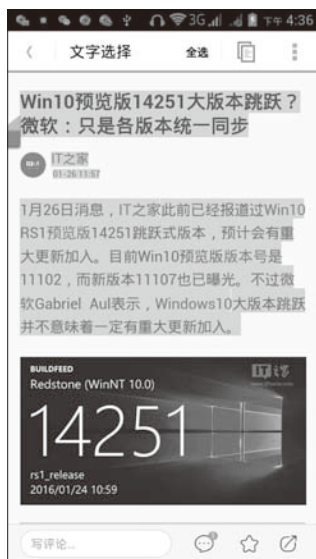 3G 下午 4:36
文字选择 全选
Win10预览版14251大版本跳跃？
微软：只是各版本统一同步
IT之家
01-26 11:57
1月26日消息，IT之家此前已经报道过Win10
RS1预览版14251跳跃式版本，预计会有重
大更新加入。目前Win10预览版版本号是
11102，而新版本11107也已曝光。不过微
软Gabriel Aul表示，Windows10大版本跳跃
并不意味着一定有重大更新加入。
BUILDFEED
Redstone (WinNT 10.0)
14251
rs1_release
2016/01/24 10:59
写评论...